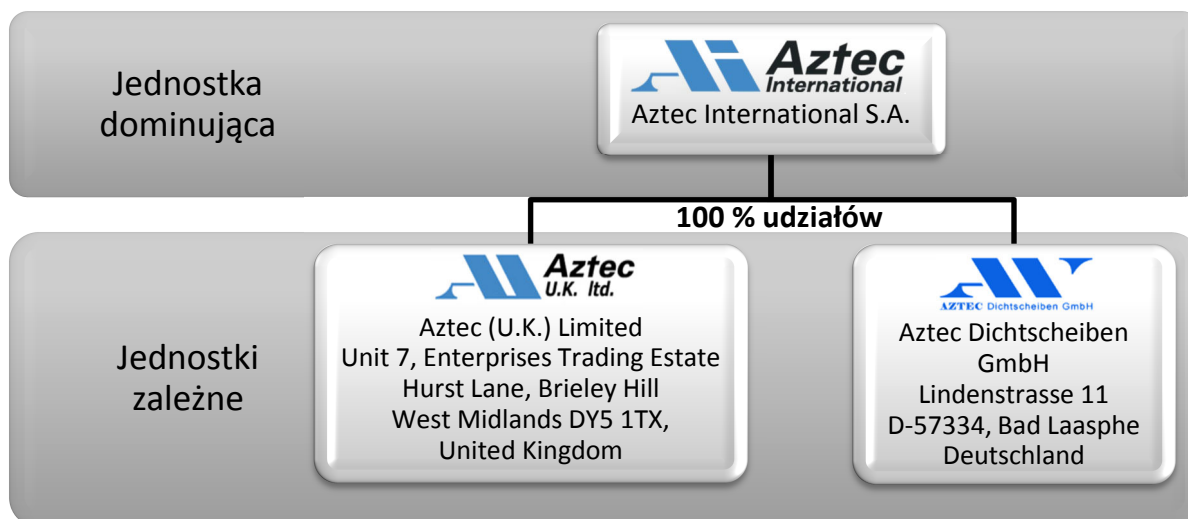 Jednostka
dominująca
Aztec
International
Aztec International S.A.
100 % udziałów
Jednostki
zależne
Aztec
U.K. ltd.
Aztec (U.K.) Limited
Unit 7, Enterprises Trading Estate
Hurst Lane, Brieley Hill
West Midlands DY5 1TX,
United Kingdom
AZTEC Dichtscheiben GmbH
Aztec Dichtscheiben
GmbH
Lindenstrasse 11
D-57334, Bad Laasphe
Deutschland